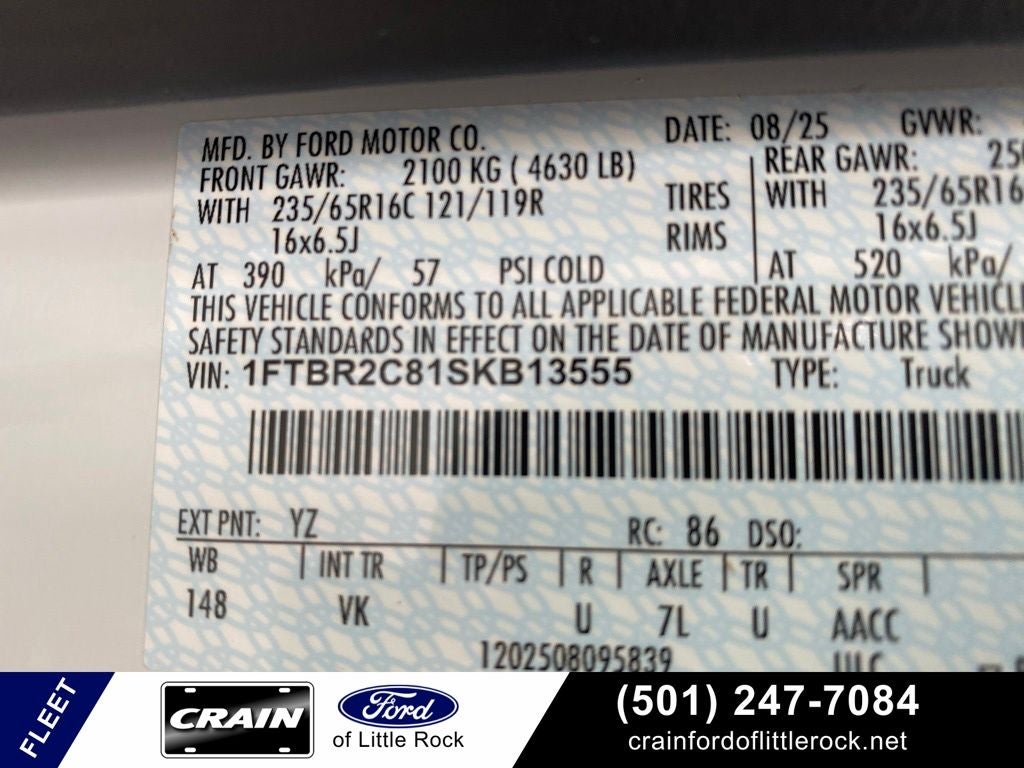 MFD. BY FORD MOTOR CO. DATE: 08/25 GVWR:
FRONT GAWR: 2100 KG ( 4630 LB) REAR GAWR:
WITH 235/65R16C 121/119R TIRES WITH 235/65R16
16x6.5J RIMS 16x6.5J
AT 390 kPa/ 57 PSI COLD AT 520 kPa/
THIS VEHICLE CONFORMS TO ALL APPLICABLE FEDERAL MOTOR
SAFETY STANDARDS IN EFFECT ON THE DATE OF MANUFACTURE
VIN: 1FTBR2C81SKB13555 TYPE: Truck
EXT PNT: YZ RC: 86 DSO:
WB INT TR TP/PS R AXLE TR SPR
148 VK U 7L U AACC
1202508095839
FLEET
CRAIN
Ford
of Little Rock
(501) 247-7084
crainfordoflittlerock.net